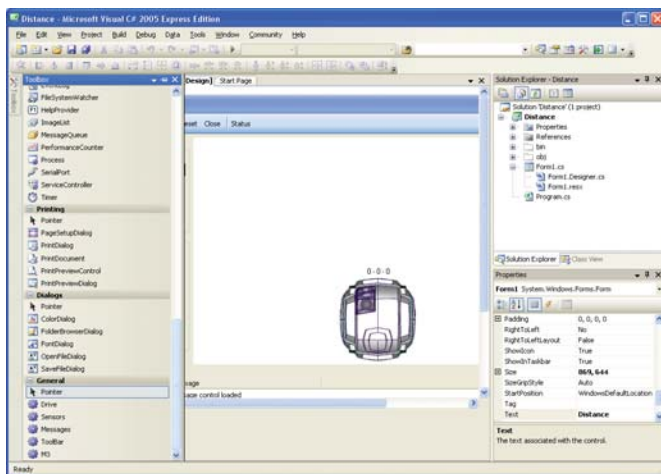 Distance - Microsoft Visual C# 2005 Express Edition
File Edit View Project Build Debug Data Tools Window Community Help
Toolbox
FileSystemWatcher
HelpProvider
ImageList
MessageQueue
PerformanceCounter
Process
SerialPort
ServiceController
Timer
Printing
Pointer
PageSetupDialog
PrintDialog
PrintDocument
PrintPreviewControl
PrintPreviewDialog
Dialogs
Pointer
ColorDialog
FolderBrowserDialog
FontDialog
OpenFileDialog
SaveFileDialog
General
Pointer
Drive
Sensors
Messages
ToolBar
Toolbox
Design] Start Page
eset Close Status
0 - 0 - 0
sage
control loaded
Solution Explorer - Distance
Solution 'Distance' (1 project)
Distance
Properties
References
bin
obj
Form1.cs
Form1.Designer.cs
Form1.resx
Program.cs
Solution Explorer Class View
Properties
Form1 System.Windows.Forms.Form
Padding 0, 0, 0, 0
RightToLeft No
RightToLeftLayout False
ShowIcon True
ShowInTaskbar True
Size 869, 644
SizeGripStyle Auto
StartPosition WindowsDefaultLocation
Tag
Text Distance
Text
The text associated with the control.
Ready